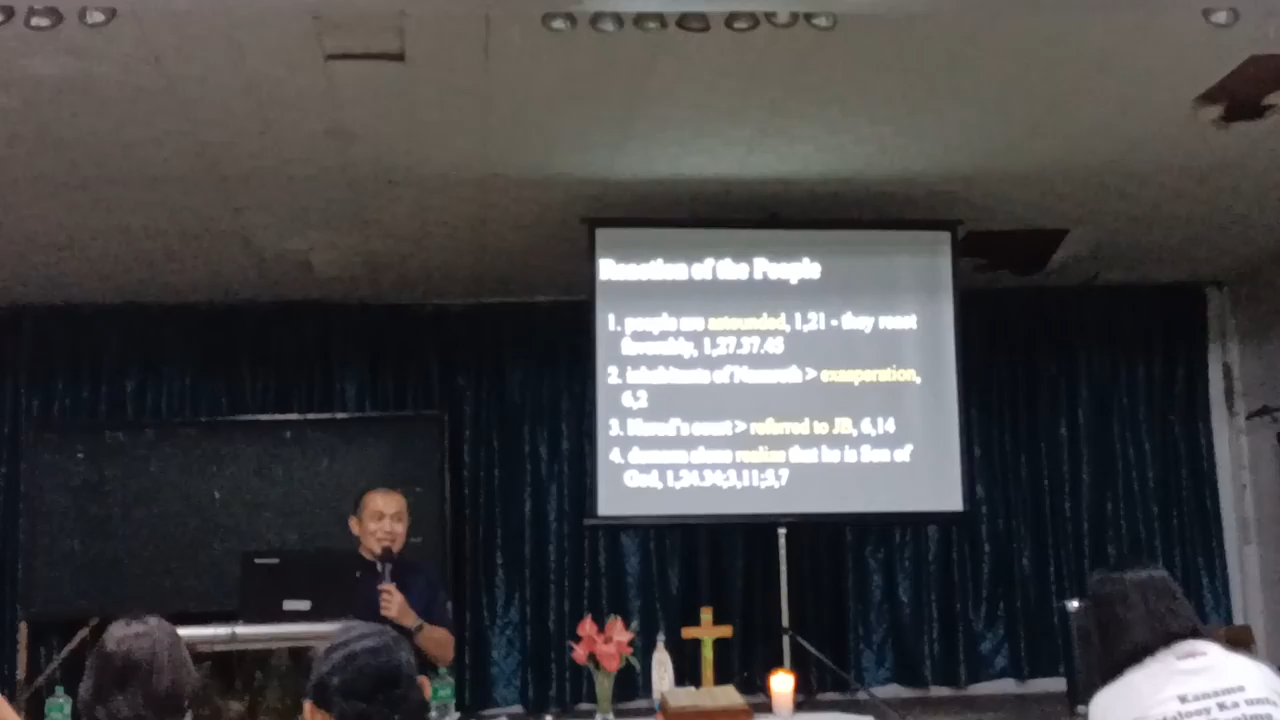 Reaction of the People
1. people are astounded, 1,21 - they react
favorably, 1,27.37.45
2. inhabitants of Nazareth > exasperation,
6,2
3. Herod's court > referred to JB, 6,14
4. demons alone realize that he is Son of
God, 1,24.34;3,11;5,7
Kaname
Ka